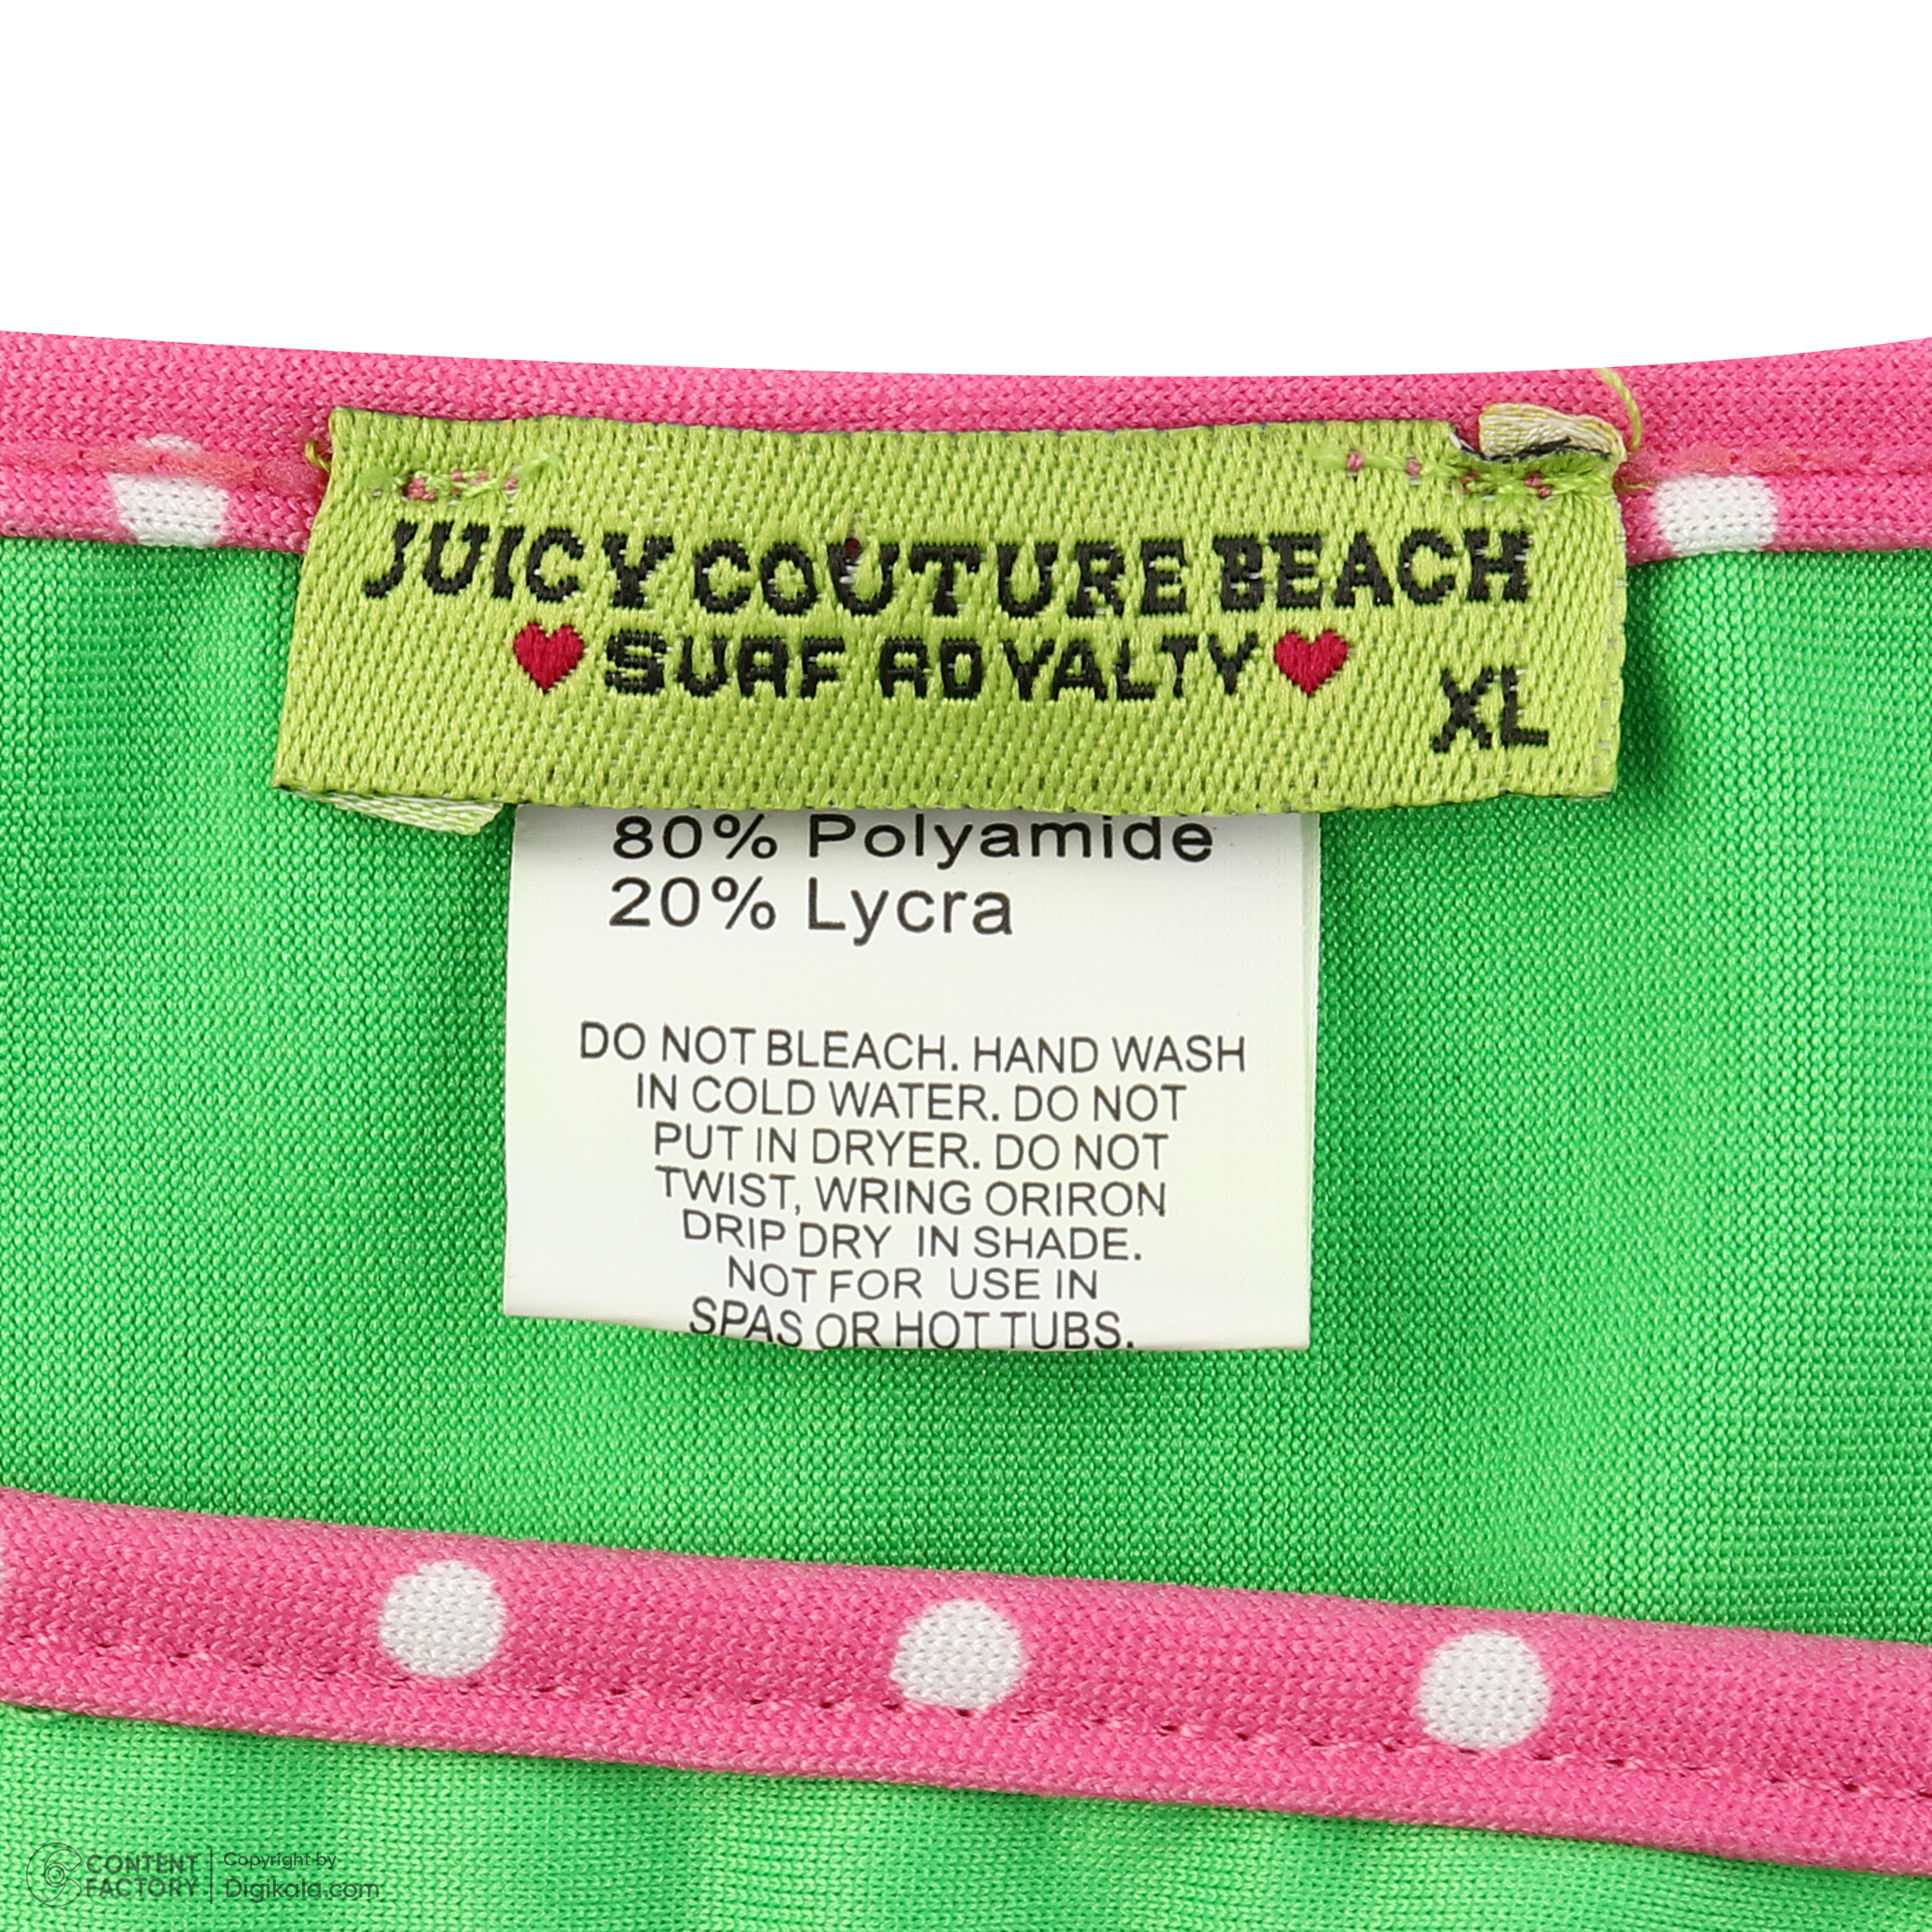 JUICY COUTURE BEACH
SURF ROYALTY
XL
80% Polyamide
20% Lycra
DO NOT BLEACH. HAND WASH
IN COLD WATER. DO NOT
PUT IN DRYER. DO NOT
TWIST, WRING ORIRON
DRIP DRY IN SHADE.
NOT FOR USE IN
SPAS OR HOT TUBS.
CONTENT
FACTORY
Copyright by
Digikala.com